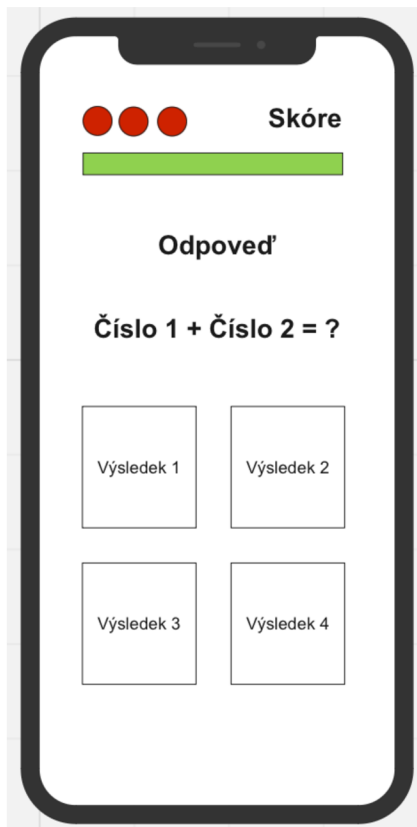 Skóre
Odpoveď
Číslo 1 + Číslo 2 = ?
Výsledek 1
Výsledek 2
Výsledek 3
Výsledek 4